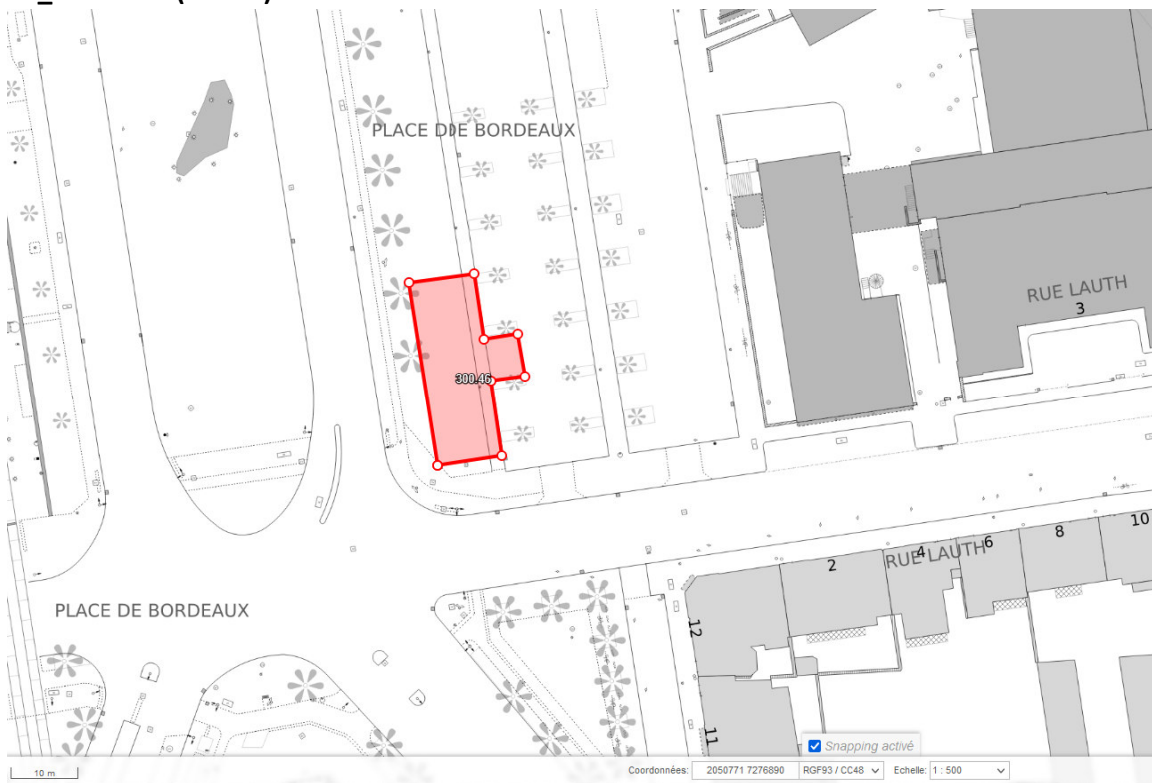 PLACE DE BORDEAUX
RUE LAUTH
3
300.46
10
8
6
4
2
RUE LAUTH
PLACE DE BORDEAUX
12
11
Snapping activé
10 m
Coordonnées: 2050771 7276890 RGF93 / CC48 Echelle: 1 : 500